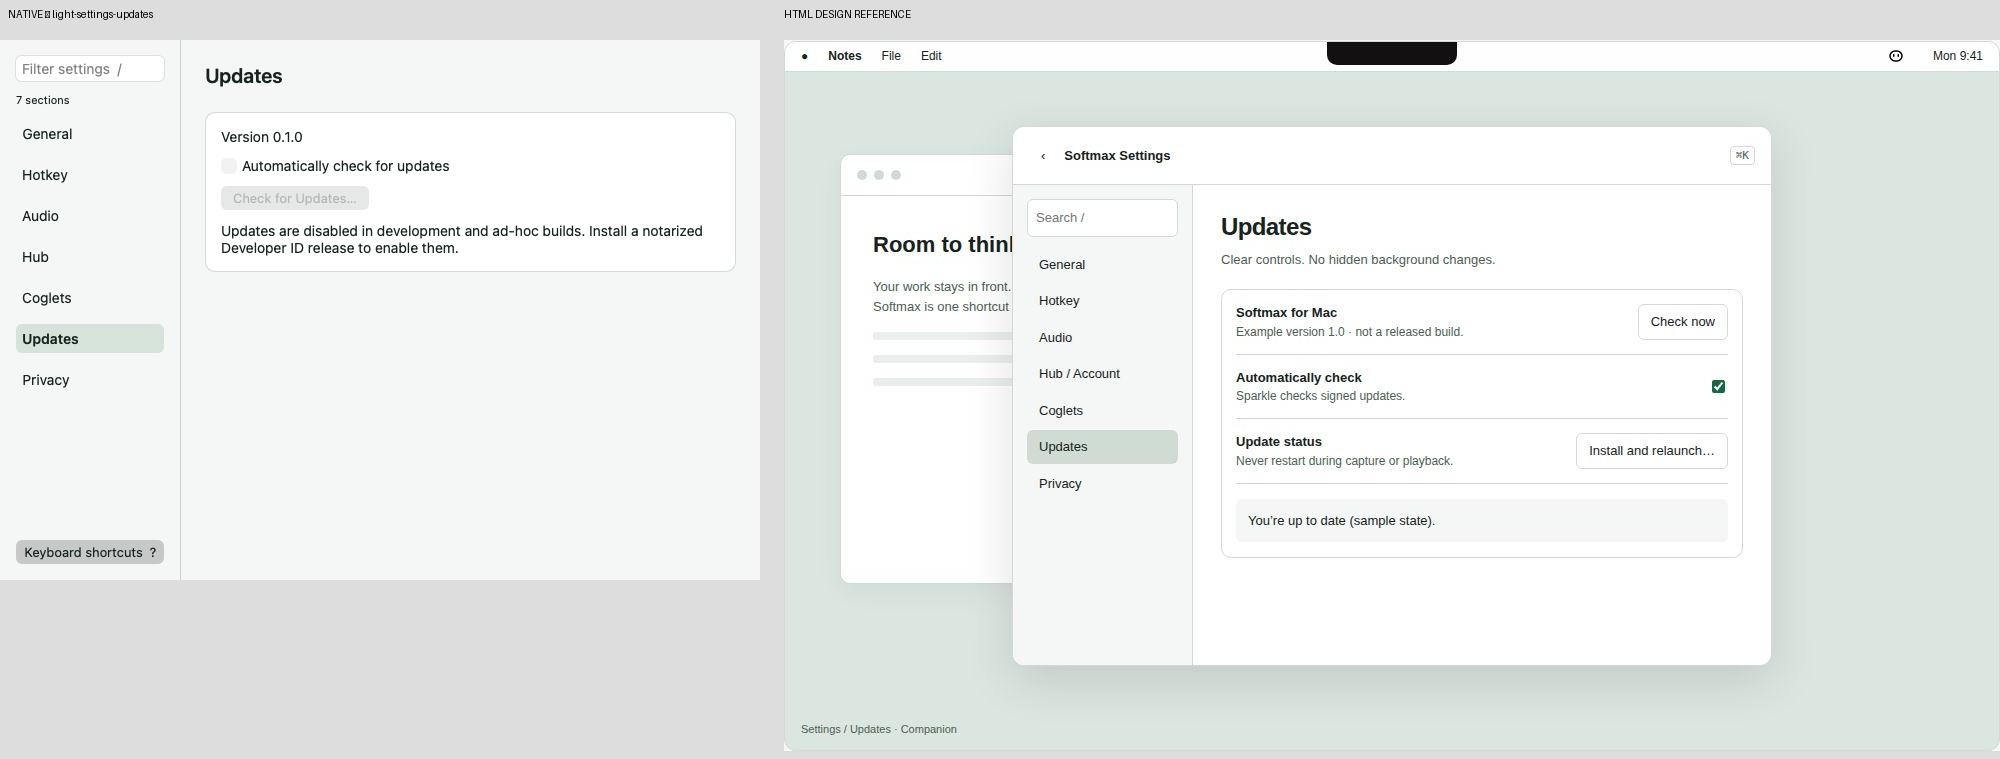 NATIVE light-settings-updates
Filter settings /
7 sections
General
Hotkey
Audio
Hub
Coglets
Updates
Privacy
Keyboard shortcuts ?
Updates
Version 0.1.0
Automatically check for updates
Check for Updates...
Updates are disabled in development and ad-hoc builds. Install a notarized
Developer ID release to enable them.
HTML DESIGN REFERENCE
Notes File Edit
Mon 9:41
Room to think
Your work stays in front.
Softmax is one shortcut
‹ Softmax Settings
⌘K
Search /
General
Hotkey
Audio
Hub / Account
Coglets
Updates
Privacy
Updates
Clear controls. No hidden background changes.
Softmax for Mac
Example version 1.0 · not a released build.
Check now
Automatically check
Sparkle checks signed updates.
Update status
Never restart during capture or playback.
Install and relaunch…
You’re up to date (sample state).
Settings / Updates · Companion